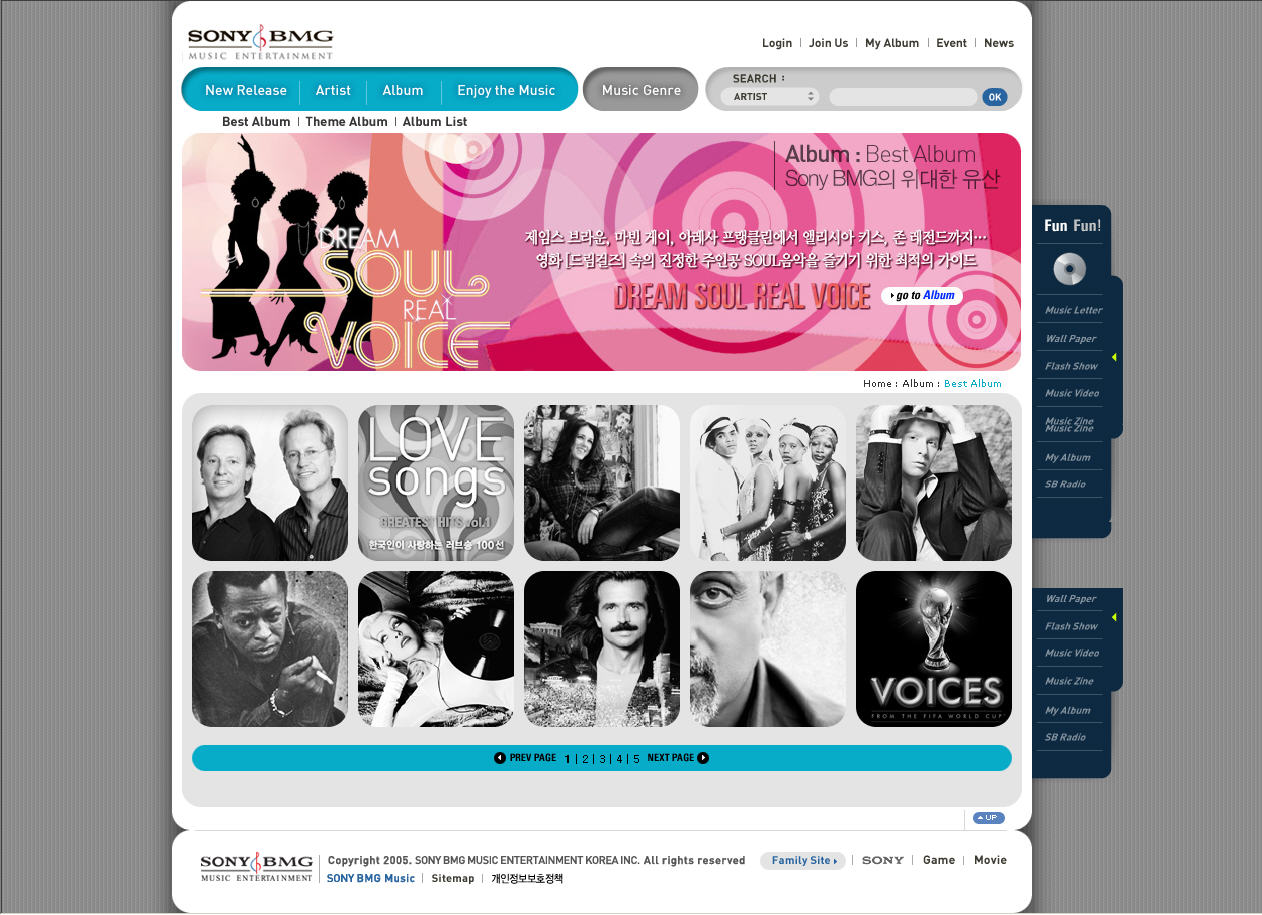 SONY BMG
MUSIC ENTERTAINMENT
Login | Join Us | My Album | Event | News
New Release | Artist | Album | Enjoy the Music
Music Genre
SEARCH :
ARTIST
OK
Best Album | Theme Album | Album List
Album : Best Album
Sony BMG의 위대한 유산
DREAM
SOUL
REAL
VOICE
제임스 브라운, 마빈 게이, 아레사 프랭클린에서 앨리시아 키스, 존 레전드까지…
영화 [드림걸즈] 속의 진정한 주인공 SOUL음악을 즐기기 위한 최적의 가이드
DREAM SOUL REAL VOICE
go to Album
Home : Album : Best Album
LOVE
songs
GREATEST HITS vol.1
한국인이 사랑하는 러브송 100선
VOICES
FROM THE FIFA WORLD CUP
PREV PAGE 1 | 2 | 3 | 4 | 5 NEXT PAGE
UP
Fun Fun!
Music Letter
Wall Paper
Flash Show
Music Video
Music Zine
Music Zine
My Album
SB Radio
Wall Paper
Flash Show
Music Video
Music Zine
My Album
SB Radio
SONY BMG
MUSIC ENTERTAINMENT
Copyright 2005. SONY BMG MUSIC ENTERTAINMENT KOREA INC. All rights reserved
SONY BMG Music | Sitemap | 개인정보보호정책
Family Site | SONY | Game | Movie